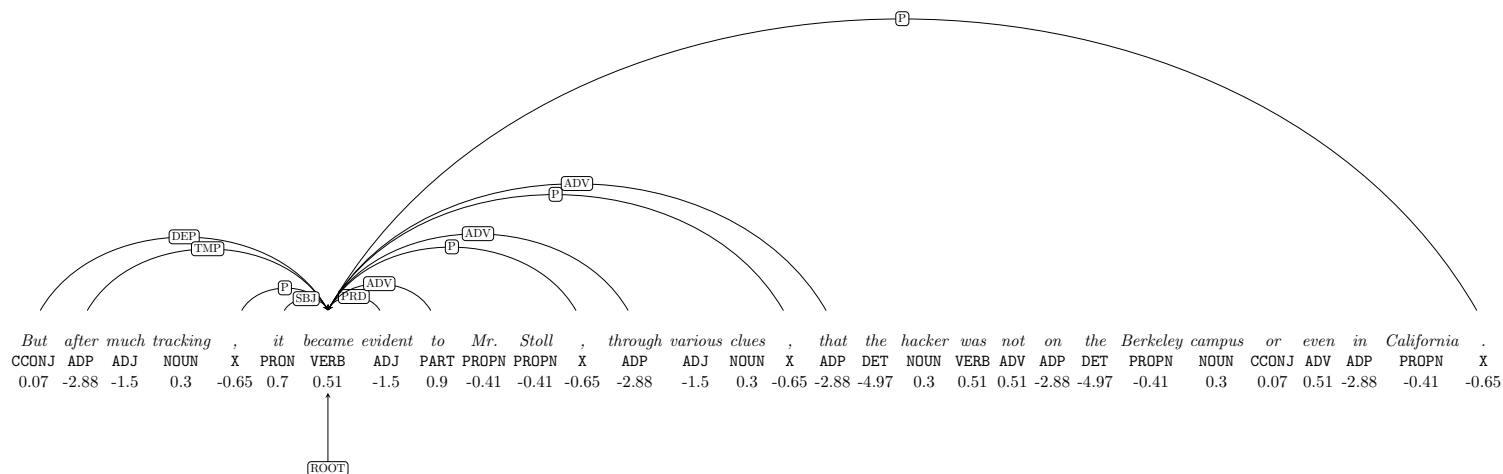 P
ADV
P
DEP
ADV
TMP
P
ADV
P
PRD
SBJ
But after much tracking , it became evident to Mr. Stoll , through various clues , that the hacker was not on the Berkeley campus or even in California .
CCONJ ADP ADJ NOUN X PRON VERB ADJ PART PROPN PROPN X ADP ADJ NOUN X ADP DET NOUN VERB ADV ADP DET PROPN NOUN CCONJ ADV ADP PROPN X
0.07 -2.88 -1.5 0.3 -0.65 0.7 0.51 -1.5 0.9 -0.41 -0.41 -0.65 -2.88 -1.5 0.3 -0.65 -2.88 -4.97 0.3 0.51 0.51 -2.88 -4.97 -0.41 0.3 0.07 0.51 -2.88 -0.41 -0.65
ROOT